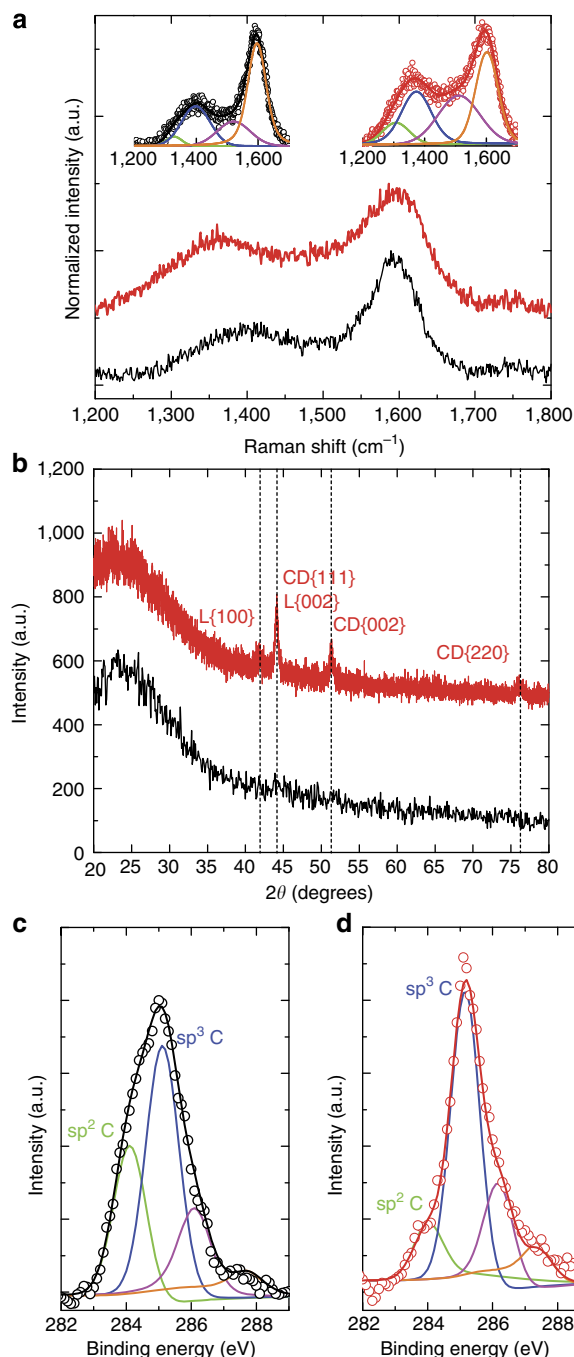 a
1,200 1,400 1,600
1,200 1,400 1,600
Normalized intensity (a.u.)
1,200 1,300 1,400 1,500 1,600 1,700 1,800
Raman shift (cm⁻¹)
b
1,200
1,000
800
600
400
200
0
Intensity (a.u.)
L{100}
CD{111}
L{002}
CD{002}
CD{220}
20 25 30 35 40 45 50 55 60 65 70 75 80
2θ (degrees)
c
sp³ C
sp² C
Intensity (a.u.)
282 284 286 288
Binding energy (eV)
d
sp³ C
sp² C
Intensity (a.u.)
282 284 286 288
Binding energy (eV)